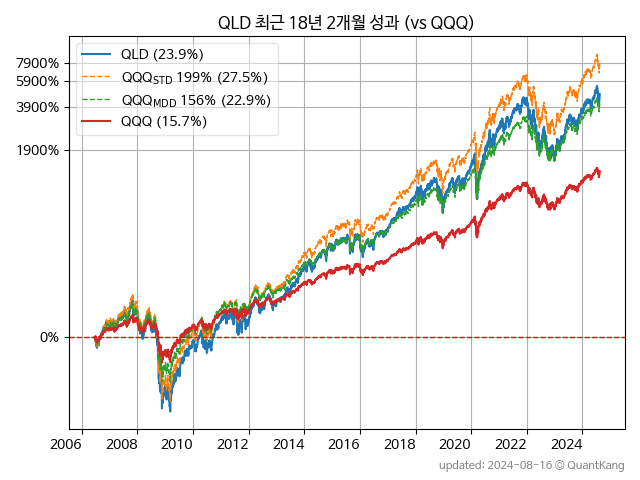 QLD 최근 18년 2개월 성과 (vs QQQ)
QLD (23.9%)
QQQSTD 199% (27.5%)
QQQMDD 156% (22.9%)
QQQ (15.7%)
7900%
5900%
3900%
1900%
0%
2006 2008 2010 2012 2014 2016 2018 2020 2022 2024
updated: 2024-08-16 © QuantKang